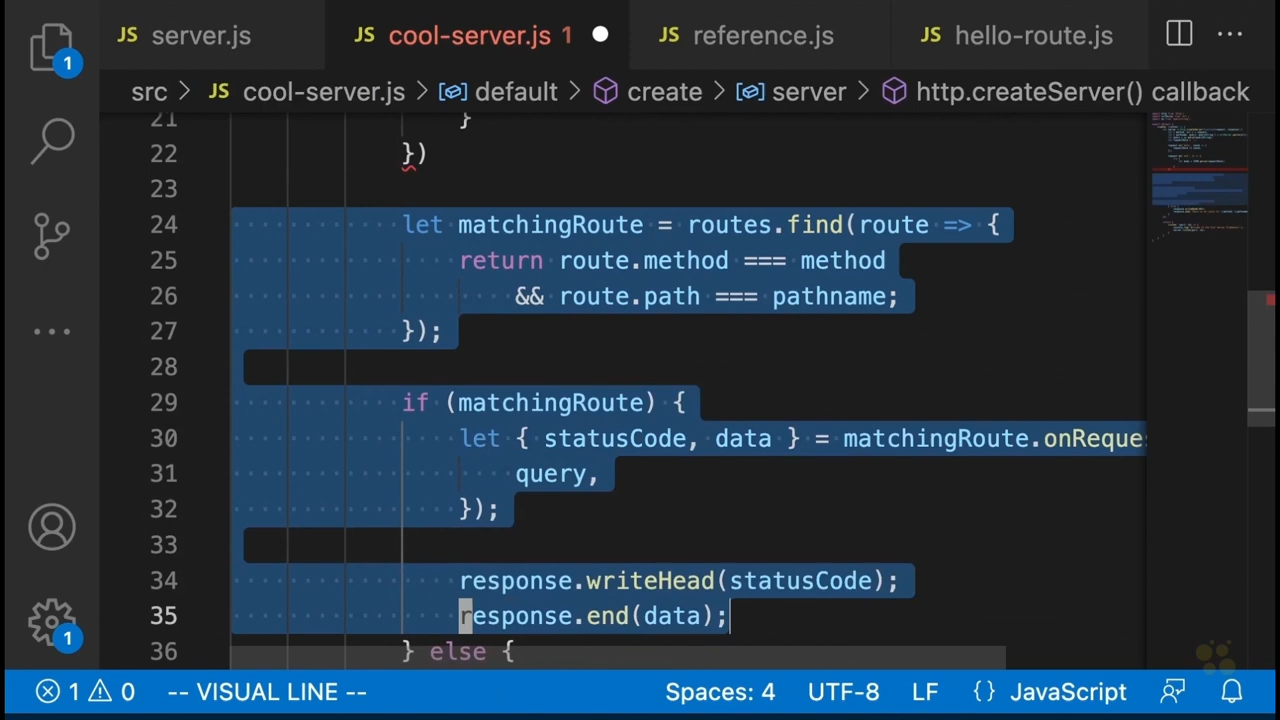 1
JS server.js
JS cool-server.js 1
JS reference.js
JS hello-route.js
src > JS cool-server.js > default > create > server > http.createServer() callback
21 }
22 })
23
24 let matchingRoute = routes.find(route => {
25 return route.method === method
26 && route.path === pathname;
27 });
28
29 if (matchingRoute) {
30 let { statusCode, data } = matchingRoute.onReques
31 query,
32 });
33
34 response.writeHead(statusCode);
35 response.end(data);
36 } else {
1
1 0 -- VISUAL LINE -- Spaces: 4 UTF-8 LF {} JavaScript